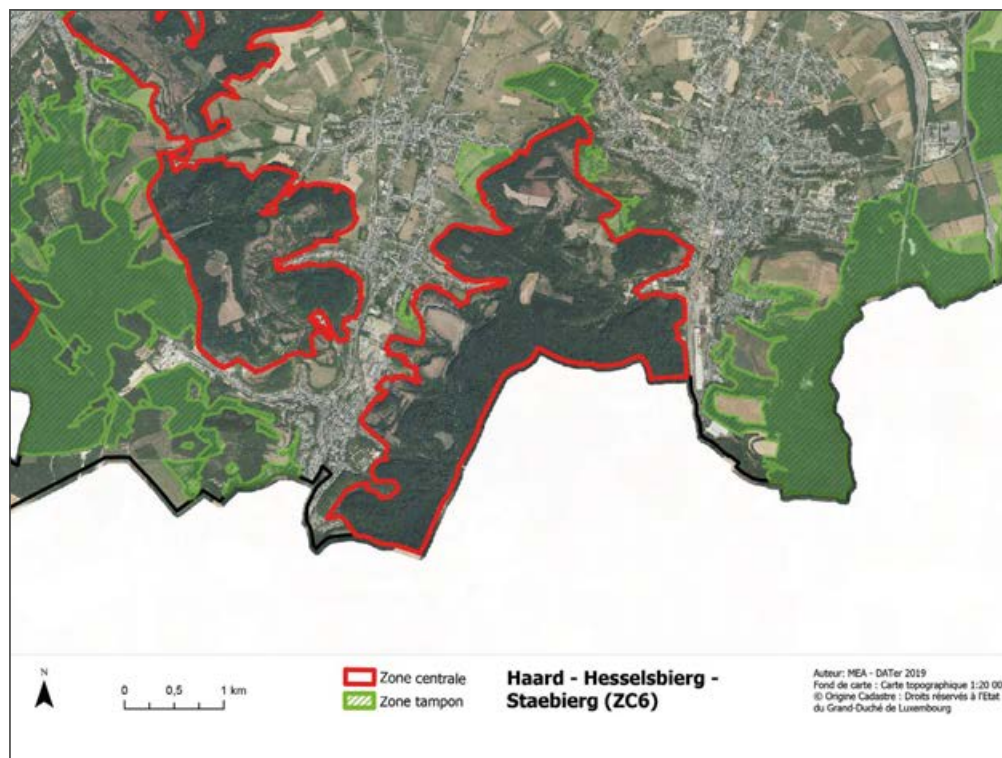 N
0 0,5 1 km
Zone centrale
Zone tampon
Haard - Hesselsbierg -
Staebierg (ZC6)
Auteur: MEA - DATer 2019
Fond de carte : Carte topographique 1:20 00
© Origine Cadastre : Droits réservés à l'Etat
du Grand-Duché de Luxembourg